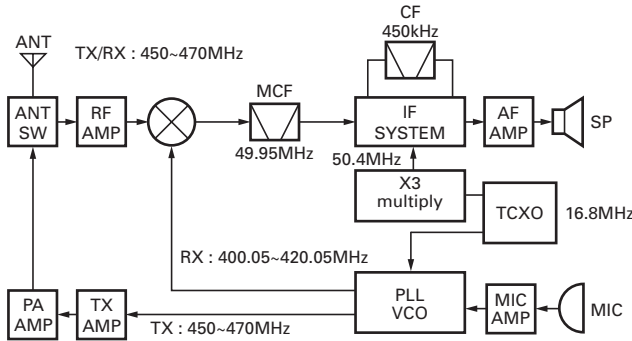 ANT
TX/RX : 450~470MHz
CF
450kHz
MCF
ANT
SW
RF
AMP
IF
SYSTEM
AF
AMP
SP
49.95MHz
50.4MHz
X3
multiply
TCXO
16.8MHz
RX : 400.05~420.05MHz
PLL
VCO
MIC
AMP
MIC
PA
AMP
TX
AMP
TX : 450~470MHz